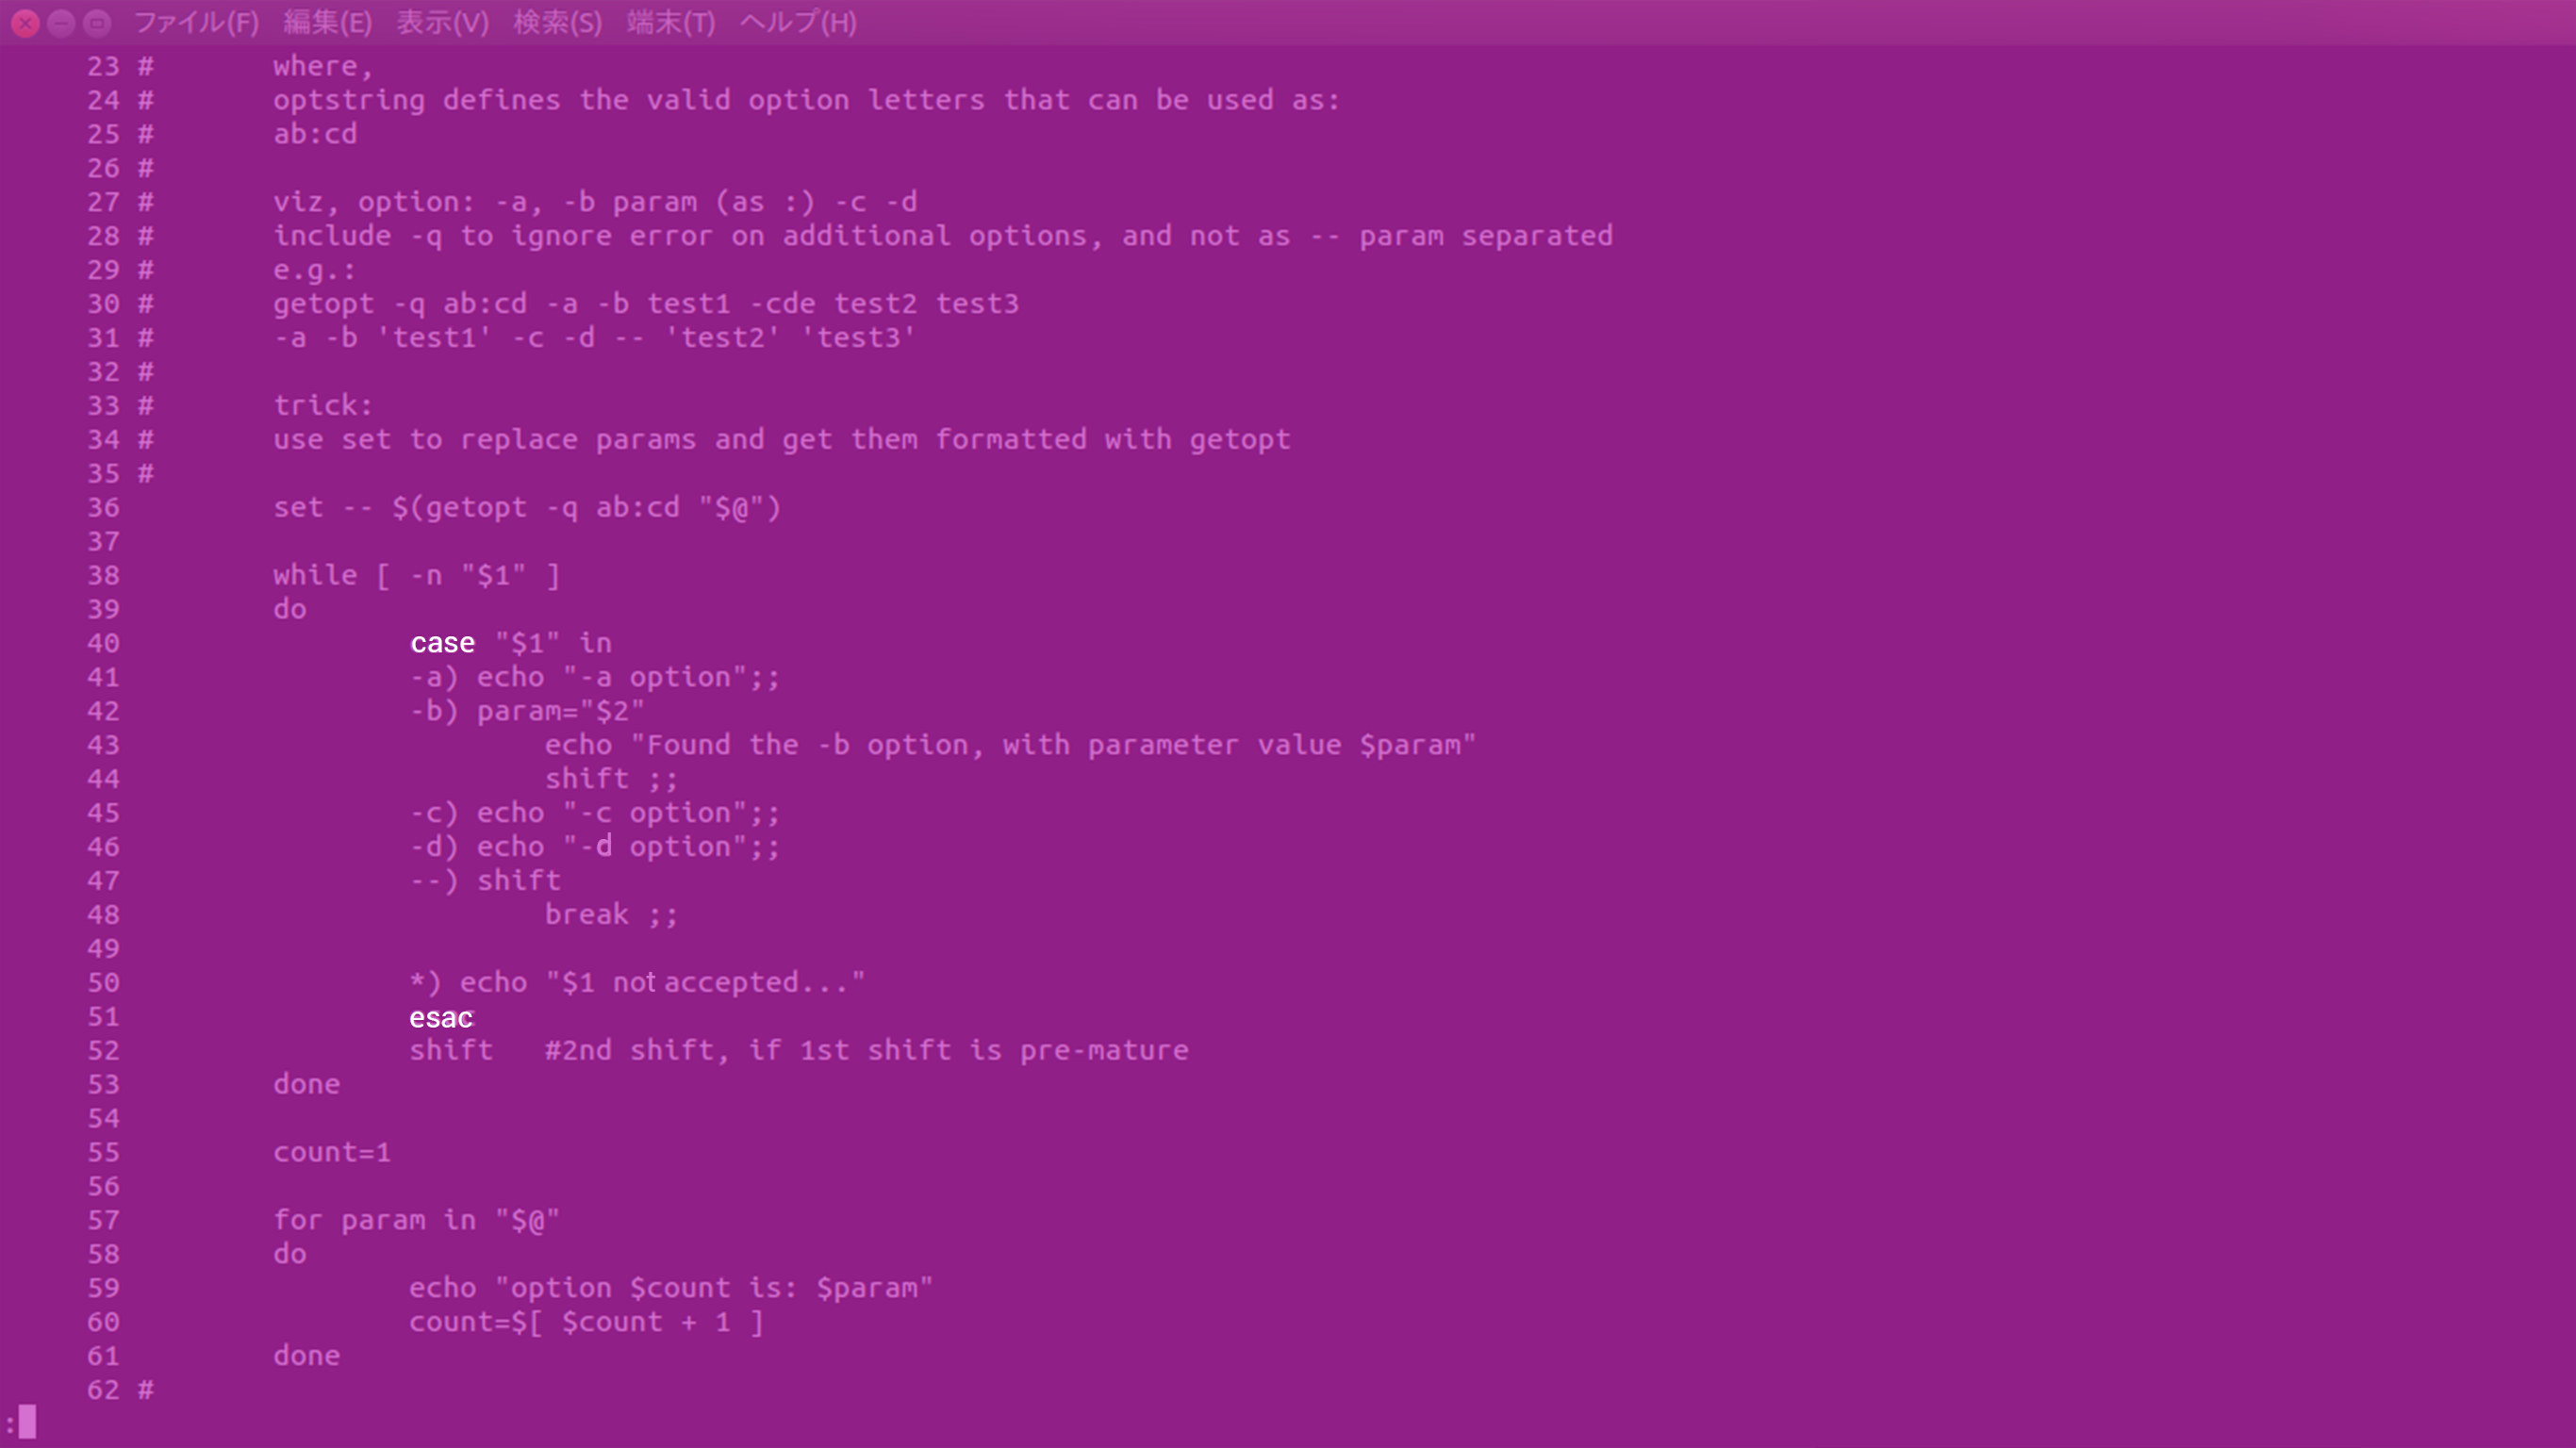 ファイル(F) 編集(E) 表示(V) 検索(S) 端末(T) ヘルプ(H)
23 # where,
24 # optstring defines the valid option letters that can be used as:
25 # ab:cd
26 #
27 # viz, option: -a, -b param (as :) -c -d
28 # include -q to ignore error on additional options, and not as -- param separated
29 # e.g.:
30 # getopt -q ab:cd -a -b test1 -cde test2 test3
31 # -a -b 'test1' -c -d -- 'test2' 'test3'
32 #
33 # trick:
34 # use set to replace params and get them formatted with getopt
35 #
36 set -- $(getopt -q ab:cd "$@")
37
38 while [ -n "$1" ]
39 do
40 case "$1" in
41 -a) echo "-a option";;
42 -b) param="$2"
43 echo "Found the -b option, with parameter value $param"
44 shift ;;
45 -c) echo "-c option";;
46 -d) echo "-d option";;
47 --) shift
48 break ;;
49
50 *) echo "$1 not accepted..."
51 esac
52 shift #2nd shift, if 1st shift is pre-mature
53 done
54
55 count=1
56
57 for param in "$@"
58 do
59 echo "option $count is: $param"
60 count=$[ $count + 1 ]
61 done
62 #
: